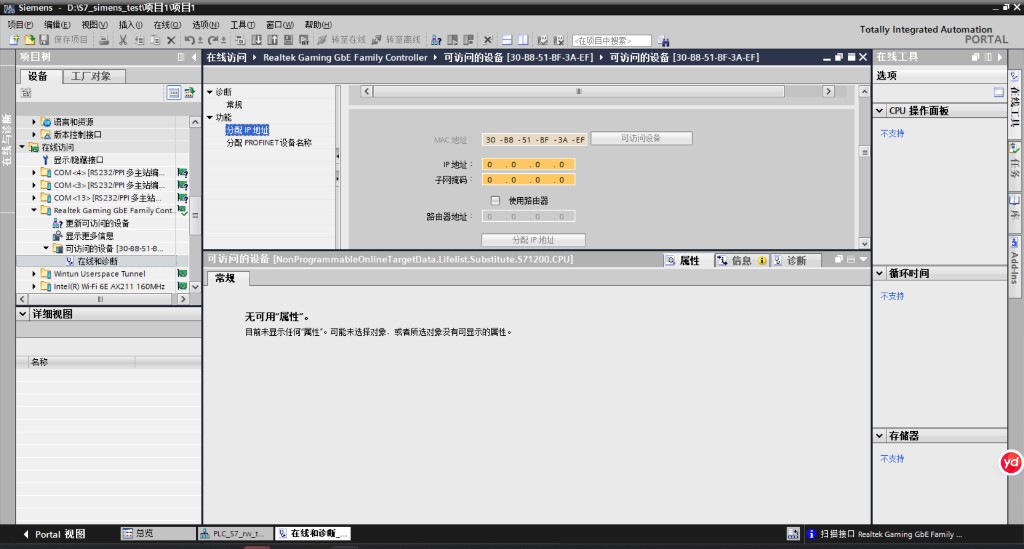 Siemens - D:\S7_simens_test\项目1\项目1
项目(P) 编辑(E) 视图(V) 插入(I) 在线(O) 选项(N) 工具(T) 窗口(W) 帮助(H)
Totally Integrated Automation
PORTAL
保存项目 转至在线 转至离线 <在项目中搜索>
项目树
设备 工厂对象
语言和资源
版本控制接口
在线访问
显示/隐藏接口
COM <4> [RS232/PPI 多主站编...
COM <3> [RS232/PPI 多主站编...
COM <13> [RS232/PPI 多主站...
Realtek Gaming GbE Family Cont...
更新可访问的设备
显示更多信息
可访问的设备 [30-B8-51-B...
在线和诊断
Wintun Userspace Tunnel
Intel(R) Wi-Fi 6E AX211 160MHz
详细视图
名称
在线与诊断
在线访问 Realtek Gaming GbE Family Controller 可访问的设备 [30-B8-51-BF-3A-EF] 可访问的设备 [30-B8-51-BF-3A-EF]
诊断
常规
功能
分配 IP 地址
分配 PROFINET 设备名称
MAC 地址： 30 -B8 -51 -BF -3A -EF 可访问设备
IP 地址： 0 . 0 . 0 . 0
子网掩码： 0 . 0 . 0 . 0
使用路由器
路由器地址： 0 . 0 . 0 . 0
分配 IP 地址
可访问的设备 [NonProgrammableOnlineTargetData.Lifelist.Substitute.S71200.CPU]
属性 信息 诊断
常规
无可用“属性”。
目前未显示任何“属性”。可能未选择对象，或者所选对象没有可显示的属性。
在线工具
选项
CPU 操作面板
不支持
循环时间
不支持
存储器
不支持
在线工具
任务
库
Add-Ins
yd
Portal 视图 总览 PLC_S7_rw_t... 在线和诊断_... 扫描接口 Realtek Gaming GbE Family ...